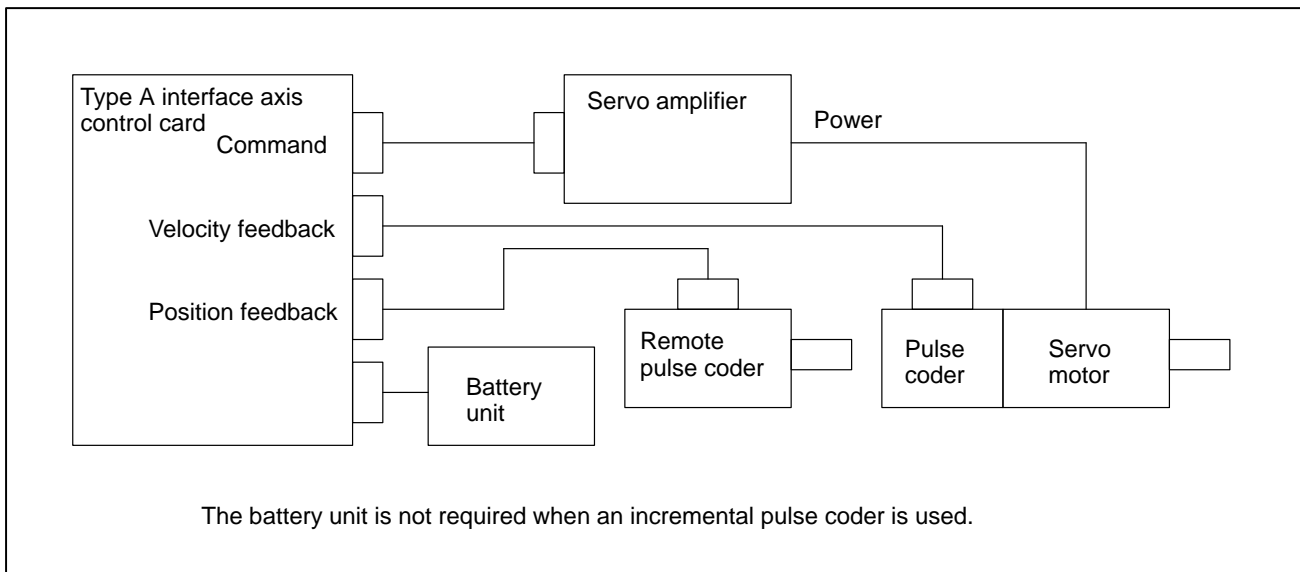 Type A interface axis
control card
Command
Servo amplifier
Power
Velocity feedback
Position feedback
Remote
pulse coder
Pulse
coder
Servo
motor
Battery
unit
The battery unit is not required when an incremental pulse coder is used.